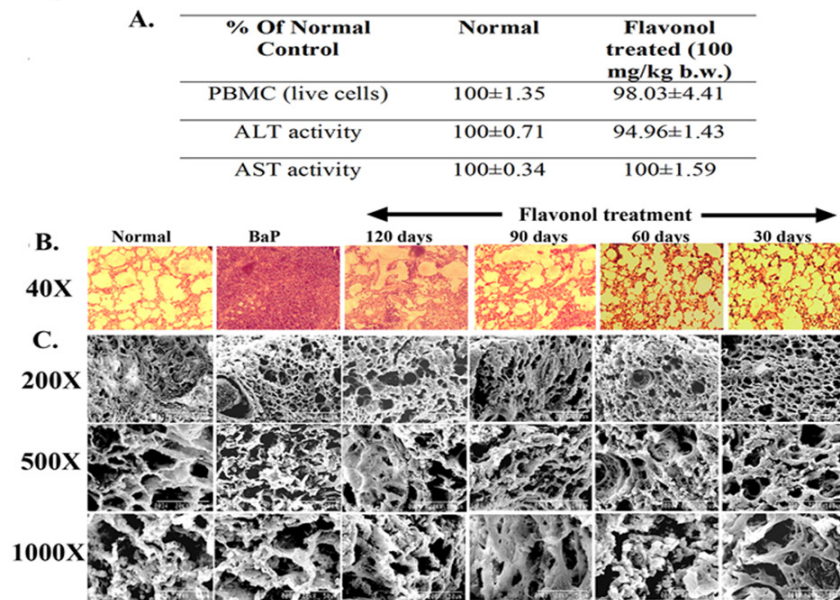 A.
% Of Normal Control
Normal
Flavonol treated (100 mg/kg b.w.)
PBMC (live cells) 100±1.35 98.03±4.41
ALT activity 100±0.71 94.96±1.43
AST activity 100±0.34 100±1.59
Flavonol treatment
B.
Normal BaP 120 days 90 days 60 days 30 days
40X
C.
200X
500X
1000X